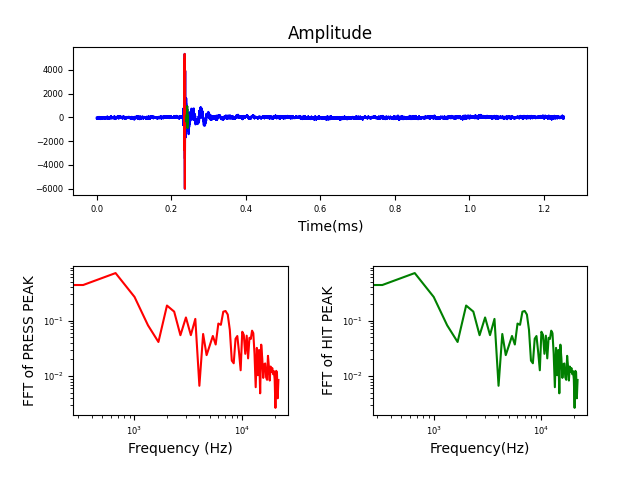 Amplitude
4000
2000
0
−2000
−4000
−6000
0.0 0.2 0.4 0.6 0.8 1.0 1.2
Time(ms)
FFT of PRESS PEAK
10⁻¹
10⁻²
10³ 10⁴
Frequency (Hz)
FFT of HIT PEAK
10⁻¹
10⁻²
10³ 10⁴
Frequency(Hz)